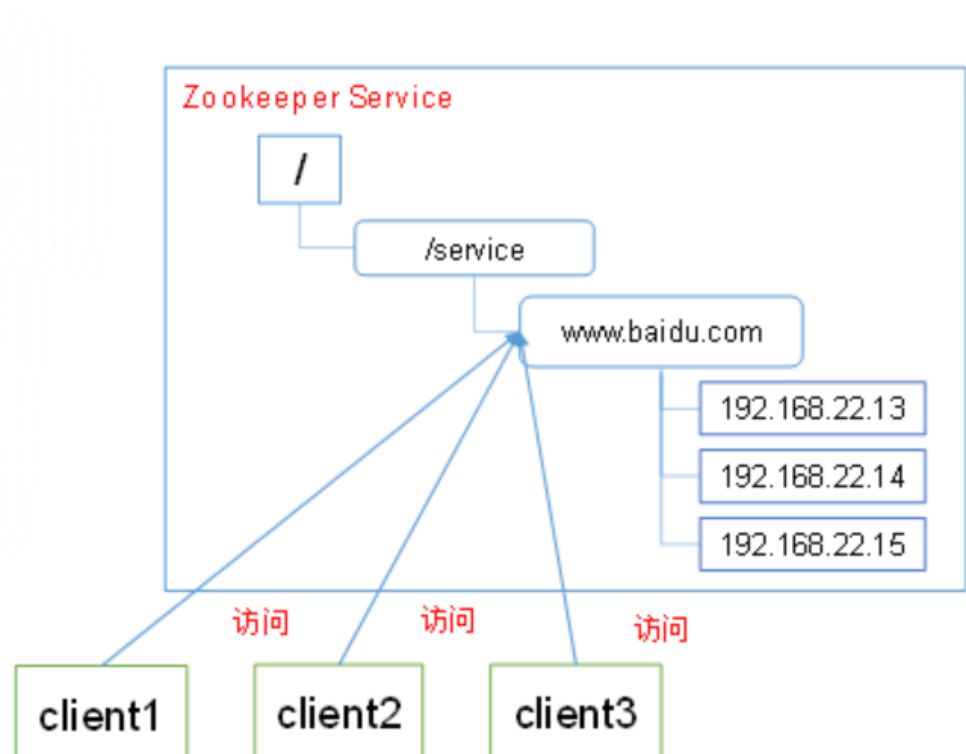 Zookeeper Service
/
/service
www.baidu.com
192.168.22.13
192.168.22.14
192.168.22.15
访问
访问
访问
client1
client2
client3